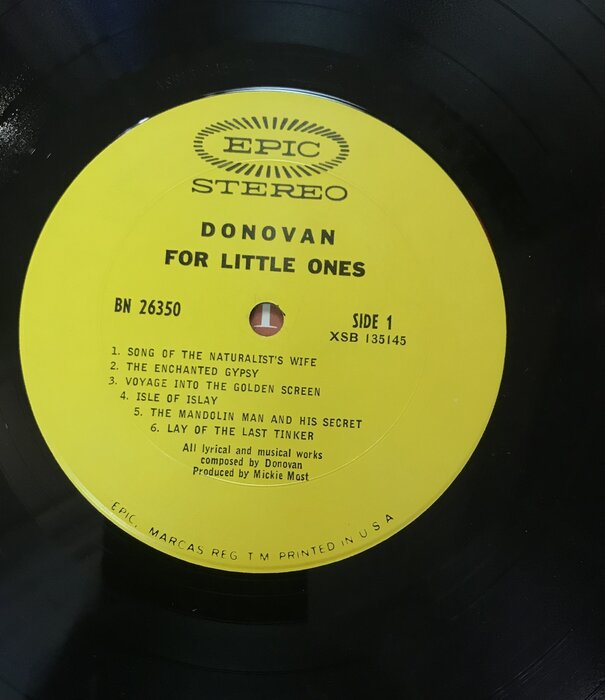 EPIC
STEREO
DONOVAN
FOR LITTLE ONES
BN 26350
SIDE 1
XSB 135145
1. SONG OF THE NATURALIST'S WIFE
2. THE ENCHANTED GYPSY
3. VOYAGE INTO THE GOLDEN SCREEN
4. ISLE OF ISLAY
5. THE MANDOLIN MAN AND HIS SECRET
6. LAY OF THE LAST TINKER
All lyrical and musical works
composed by Donovan
Produced by Mickie Most
EPIC, MARCAS REG. T M PRINTED IN U S A